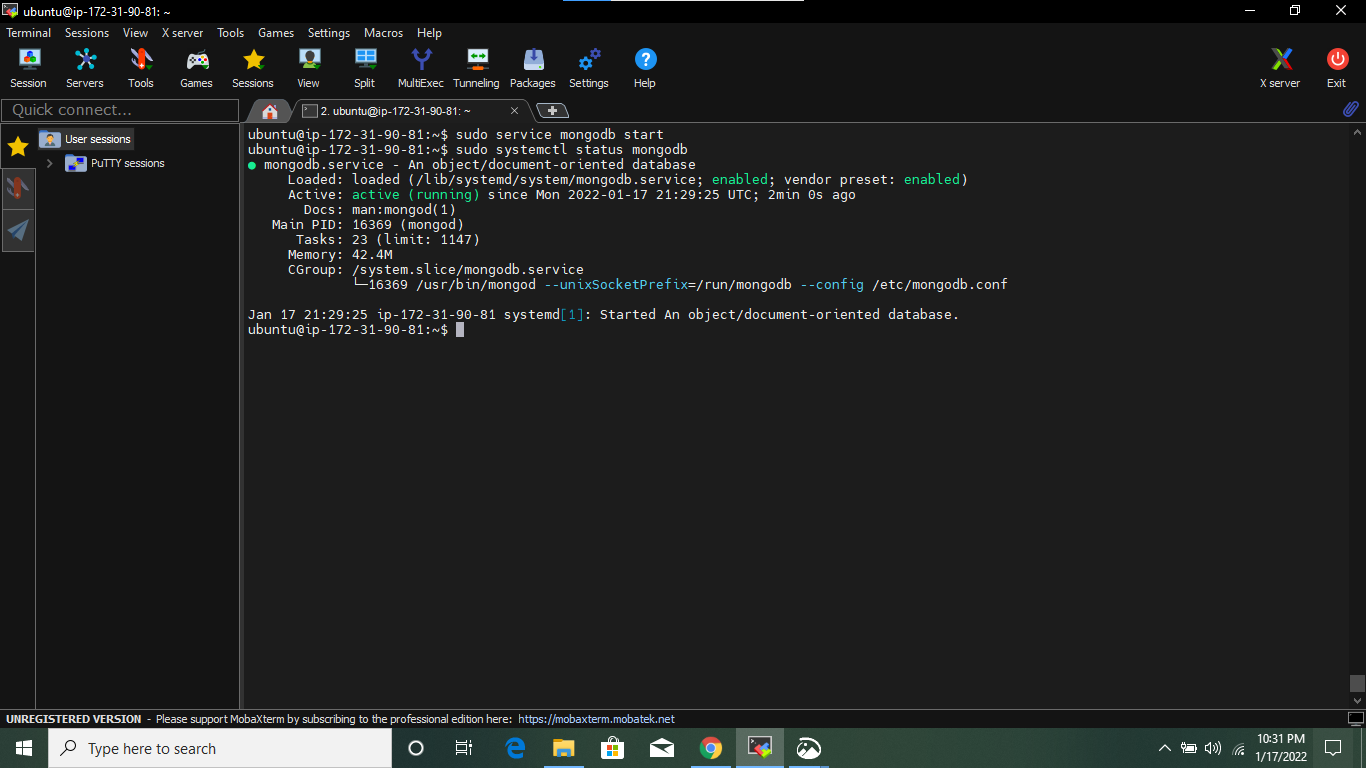 ubuntu@ip-172-31-90-81: ~
Terminal Sessions View X server Tools Games Settings Macros Help
Session Servers Tools Games Sessions View Split MultiExec Tunneling Packages Settings Help X server Exit
Quick connect...
2. ubuntu@ip-172-31-90-81: ~
User sessions
PuTTY sessions
ubuntu@ip-172-31-90-81:~$ sudo service mongodb start
ubuntu@ip-172-31-90-81:~$ sudo systemctl status mongodb
● mongodb.service - An object/document-oriented database
Loaded: loaded (/lib/systemd/system/mongodb.service; enabled; vendor preset: enabled)
Active: active (running) since Mon 2022-01-17 21:29:25 UTC; 2min 0s ago
Docs: man:mongod(1)
Main PID: 16369 (mongod)
Tasks: 23 (limit: 1147)
Memory: 42.4M
CGroup: /system.slice/mongodb.service
└─16369 /usr/bin/mongod --unixSocketPrefix=/run/mongodb --config /etc/mongodb.conf
Jan 17 21:29:25 ip-172-31-90-81 systemd[1]: Started An object/document-oriented database.
ubuntu@ip-172-31-90-81:~$
UNREGISTERED VERSION - Please support MobaXterm by subscribing to the professional edition here: https://mobaxterm.mobatek.net
Type here to search
10:31 PM
1/17/2022